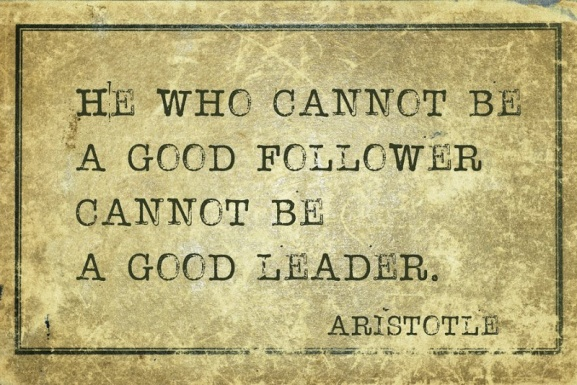 HE WHO CANNOT BE
A GOOD FOLLOWER
CANNOT BE
A GOOD LEADER.
ARISTOTLE